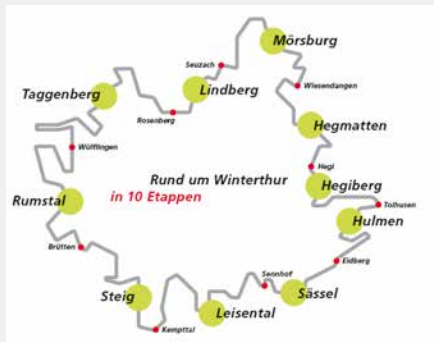 Mörsburg
Seuzach
Wiesendangen
Taggenberg
Lindberg
Rosenberg
Hegmatten
Wülflingen
Hegi
Rund um Winterthur
Hegiberg
in 10 Etappen
Rumstal
Tolhusen
Hulmen
Brütten
Eidberg
Sennhof
Steig
Sässel
Leisental
Kempttal